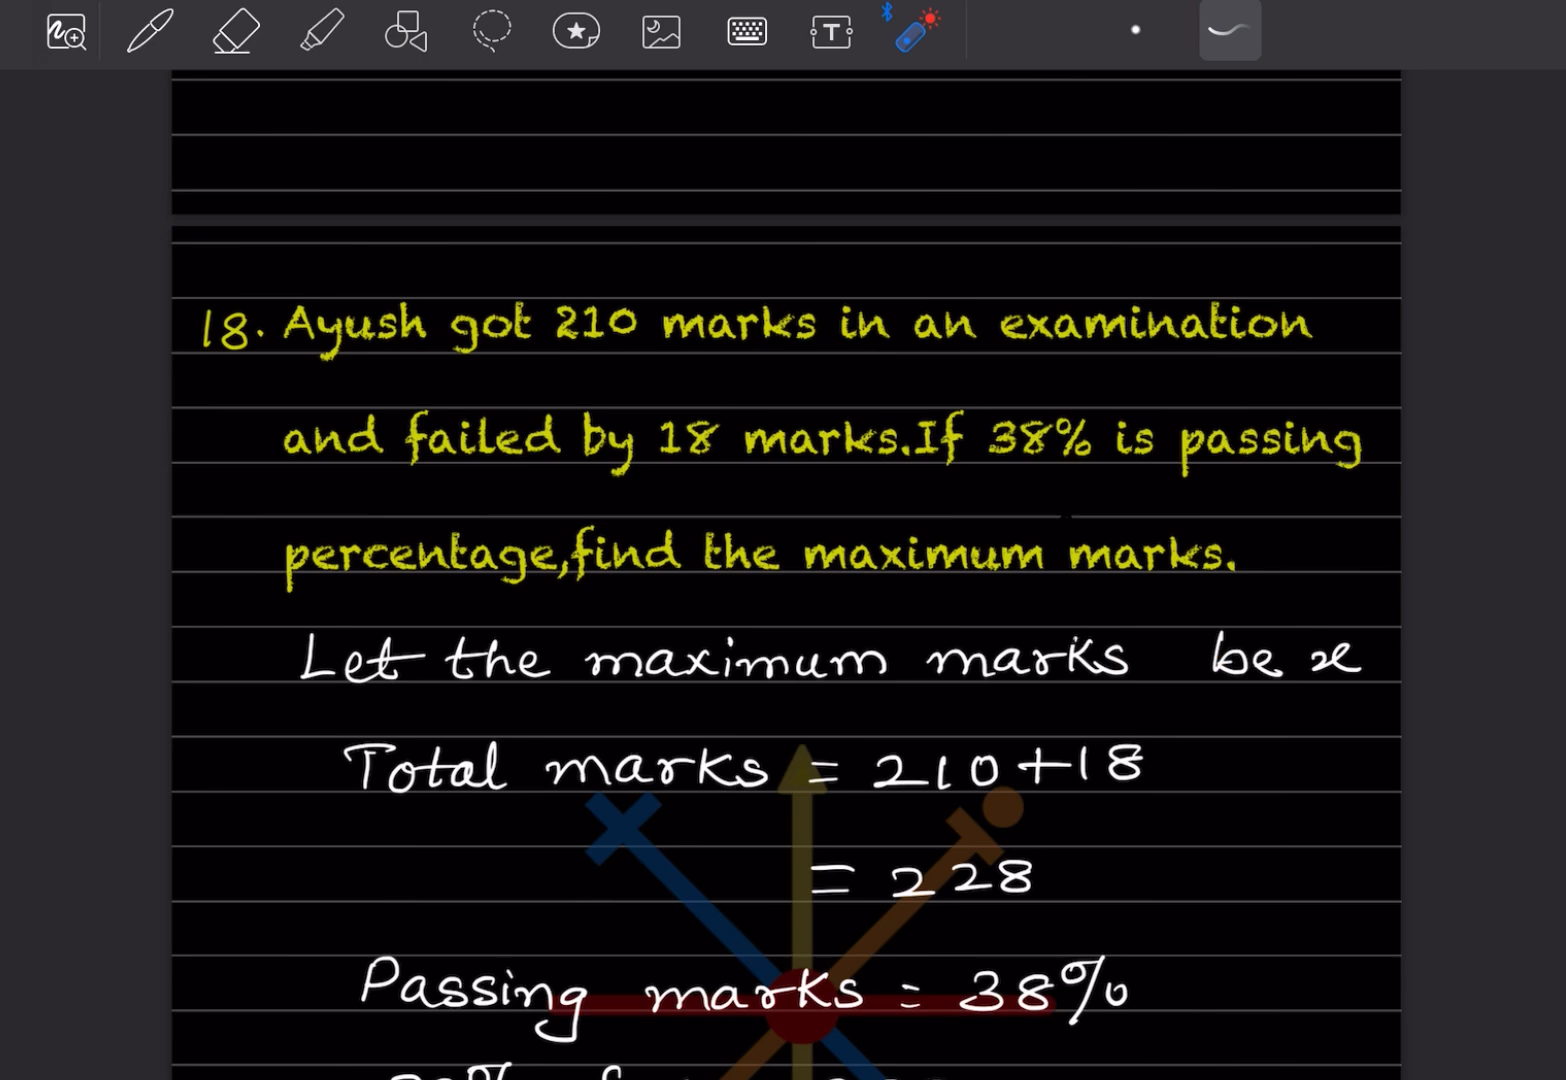 18. Ayush got 210 marks in an examination
and failed by 18 marks.If 38% is passing
percentage,find the maximum marks.
Let the maximum marks be x
Total marks = 210+18
= 228
Passing marks = 38%